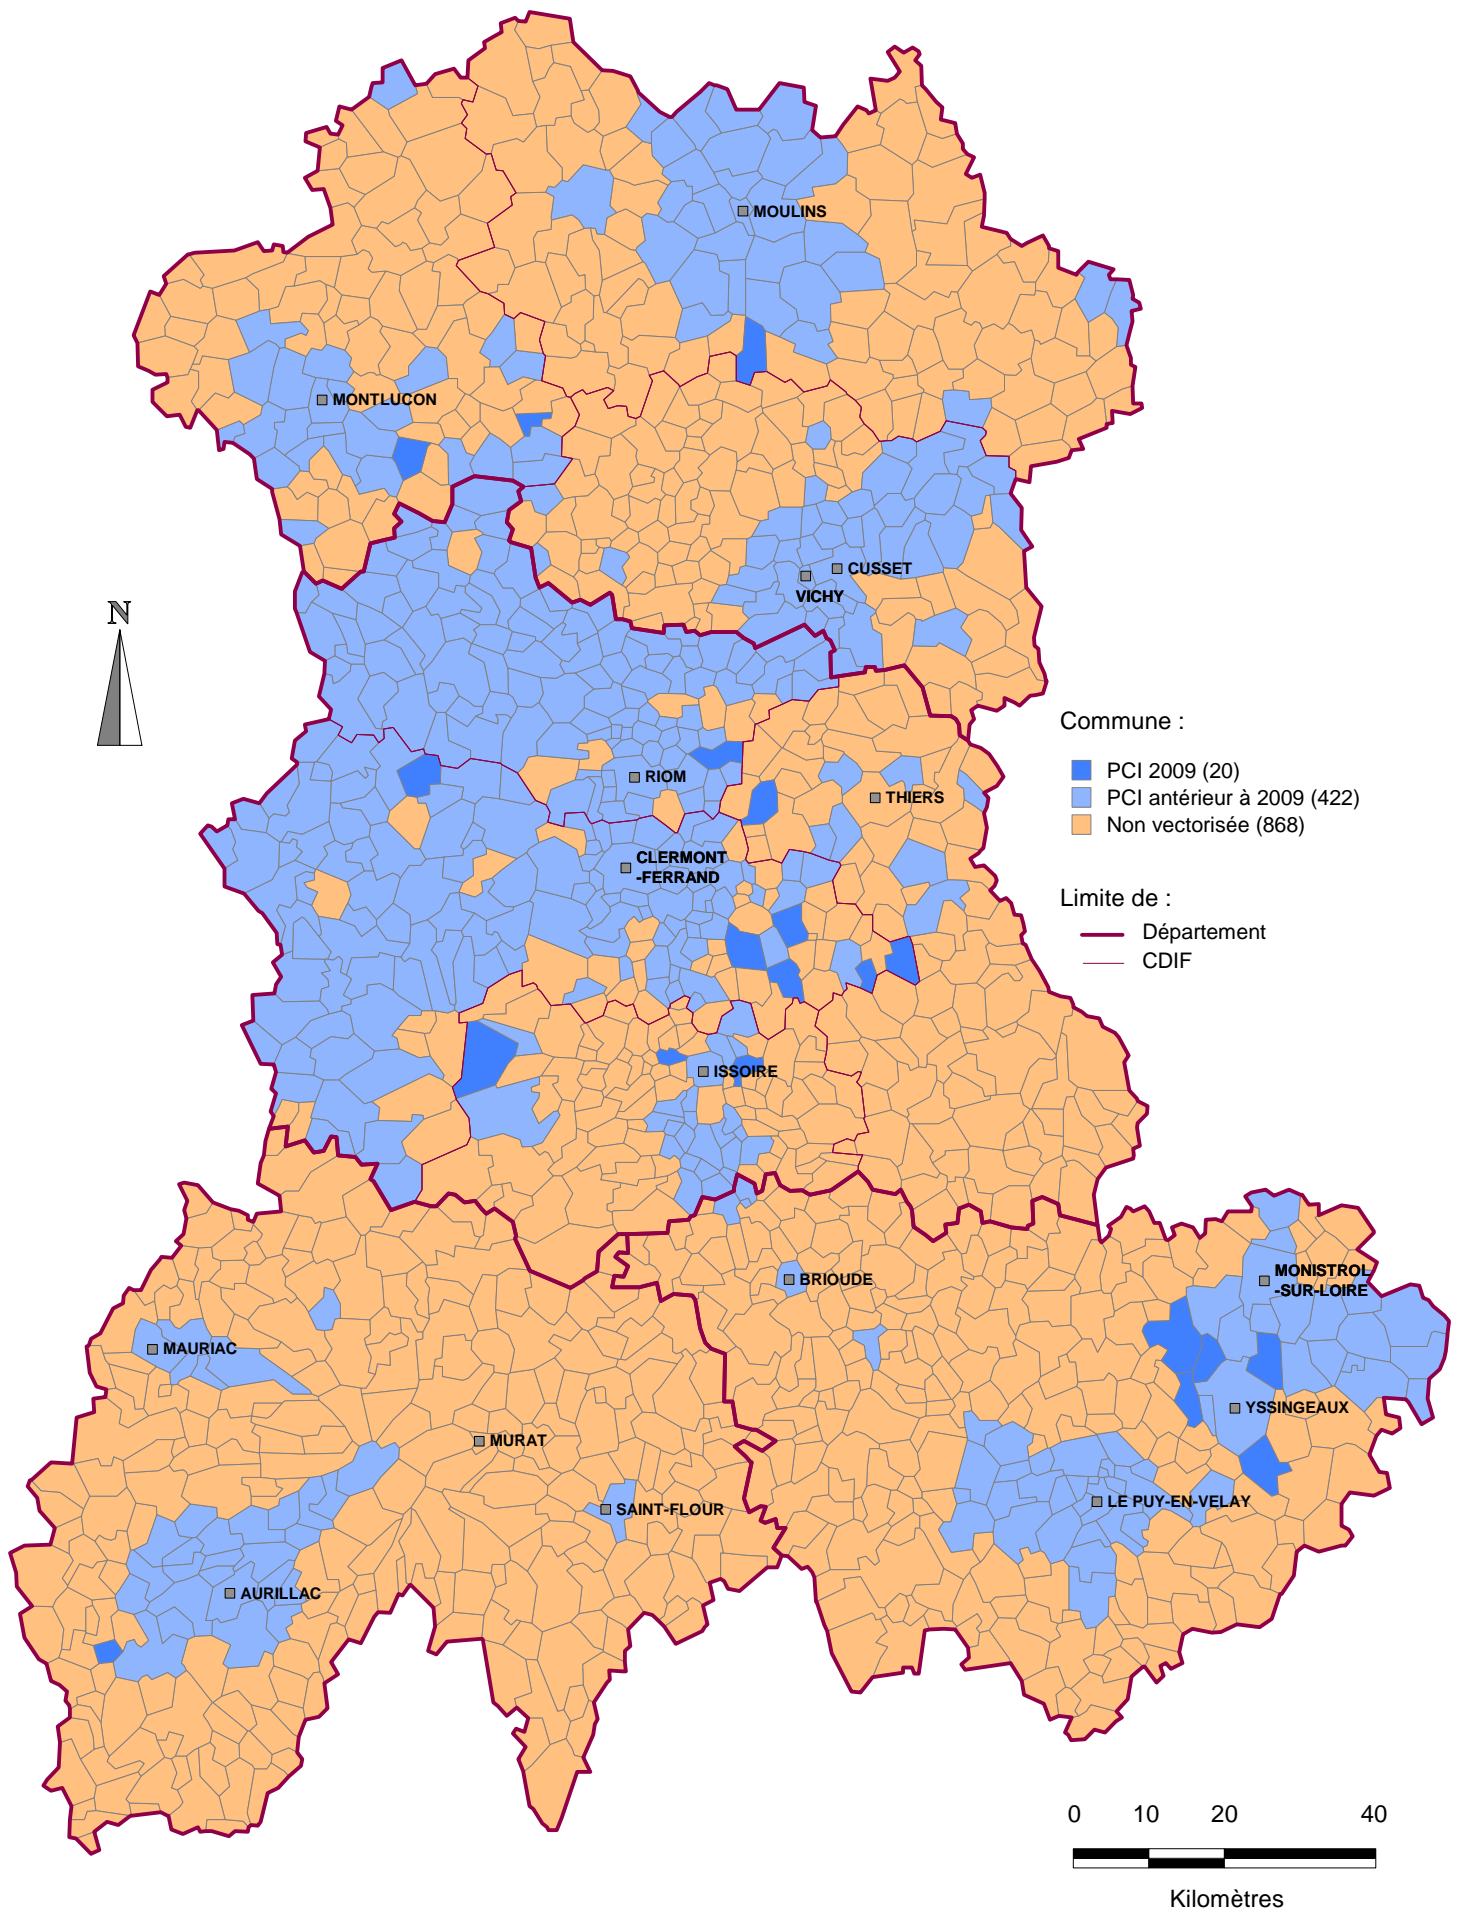 MOULINS
MONTLUCON
CUSSET
VICHY
N
Commune :
PCI 2009 (20)
PCI antérieur à 2009 (422)
Non vectorisée (868)
RIOM
THIERS
CLERMONT
-FERRAND
Limite de :
Département
CDIF
ISSOIRE
BRIOUDE
MONISTROL
-SUR-LOIRE
MAURIAC
YSSINGEAUX
MURAT
LE PUY-EN-VELAY
SAINT-FLOUR
AURILLAC
0 10 20 40
Kilomètres